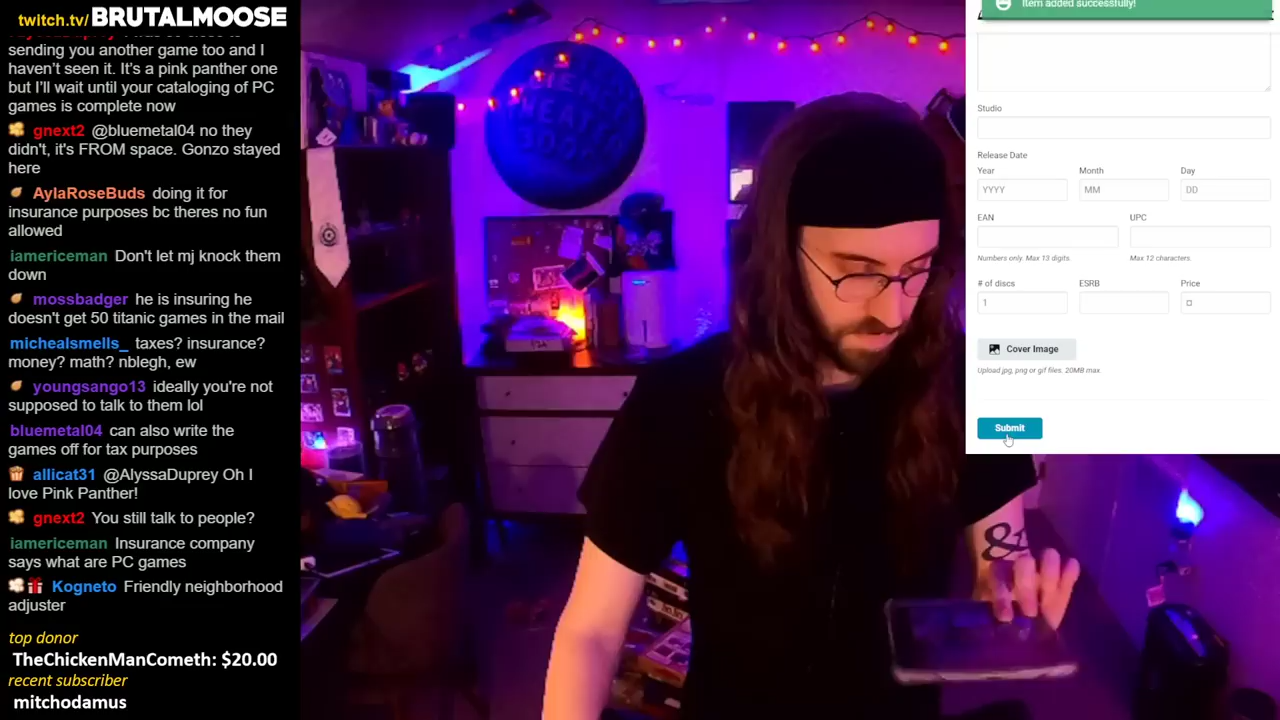 twitch.tv/BRUTALMOOSE
sending you another game too and I
haven't seen it. It's a pink panther one
but I'll wait until your cataloging of PC
games is complete now
gnext2 @bluemetal04 no they
didn't, it's FROM space. Gonzo stayed
here
AylaRoseBuds doing it for
insurance purposes bc theres no fun
allowed
iamericeman Don't let mj knock them
down
mossbadger he is insuring he
doesn't get 50 titanic games in the mail
michealsmells_ taxes? insurance?
money? math? nblegh, ew
youngsango13 ideally you're not
supposed to talk to them lol
bluemetal04 can also write the
games off for tax purposes
allicat31 @AlyssaDuprey Oh I
love Pink Panther!
gnext2 You still talk to people?
iamericeman Insurance company
says what are PC games
Kogneto Friendly neighborhood
adjuster
top donor
TheChickenManCometh: $20.00
recent subscriber
mitchodamus
Item added successfully!
Studio
Release Date
Year Month Day
YYYY MM DD
EAN UPC
Numbers only. Max 13 digits. Max 12 characters.
# of discs ESRB Price
1
Cover Image
Upload jpg, png or gif files. 20MB max.
Submit
&